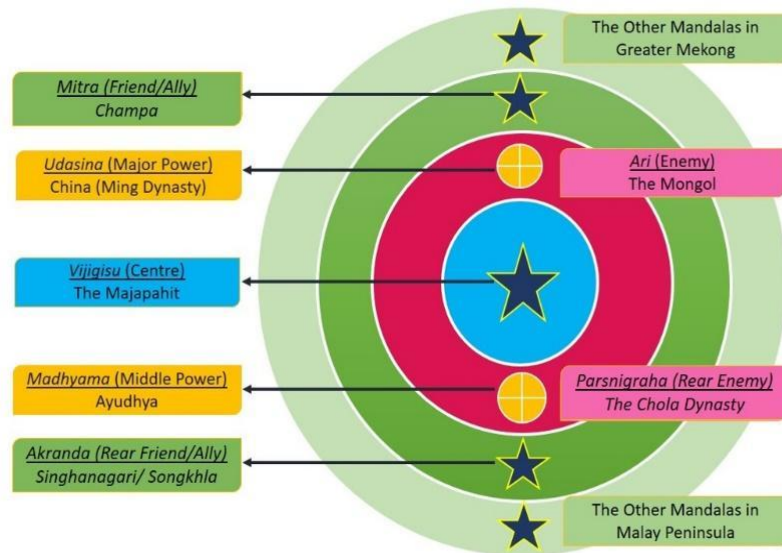 The Other Mandalas in
Greater Mekong
Mitra (Friend/Ally)
Champa
Udasina (Major Power)
China (Ming Dynasty)
Ari (Enemy)
The Mongol
Vijigisu (Centre)
The Majapahit
Madhyama (Middle Power)
Ayudhya
Parsnigraha (Rear Enemy)
The Chola Dynasty
Akranda (Rear Friend/Ally)
Singhanagari/ Songkhla
The Other Mandalas in
Malay Peninsula